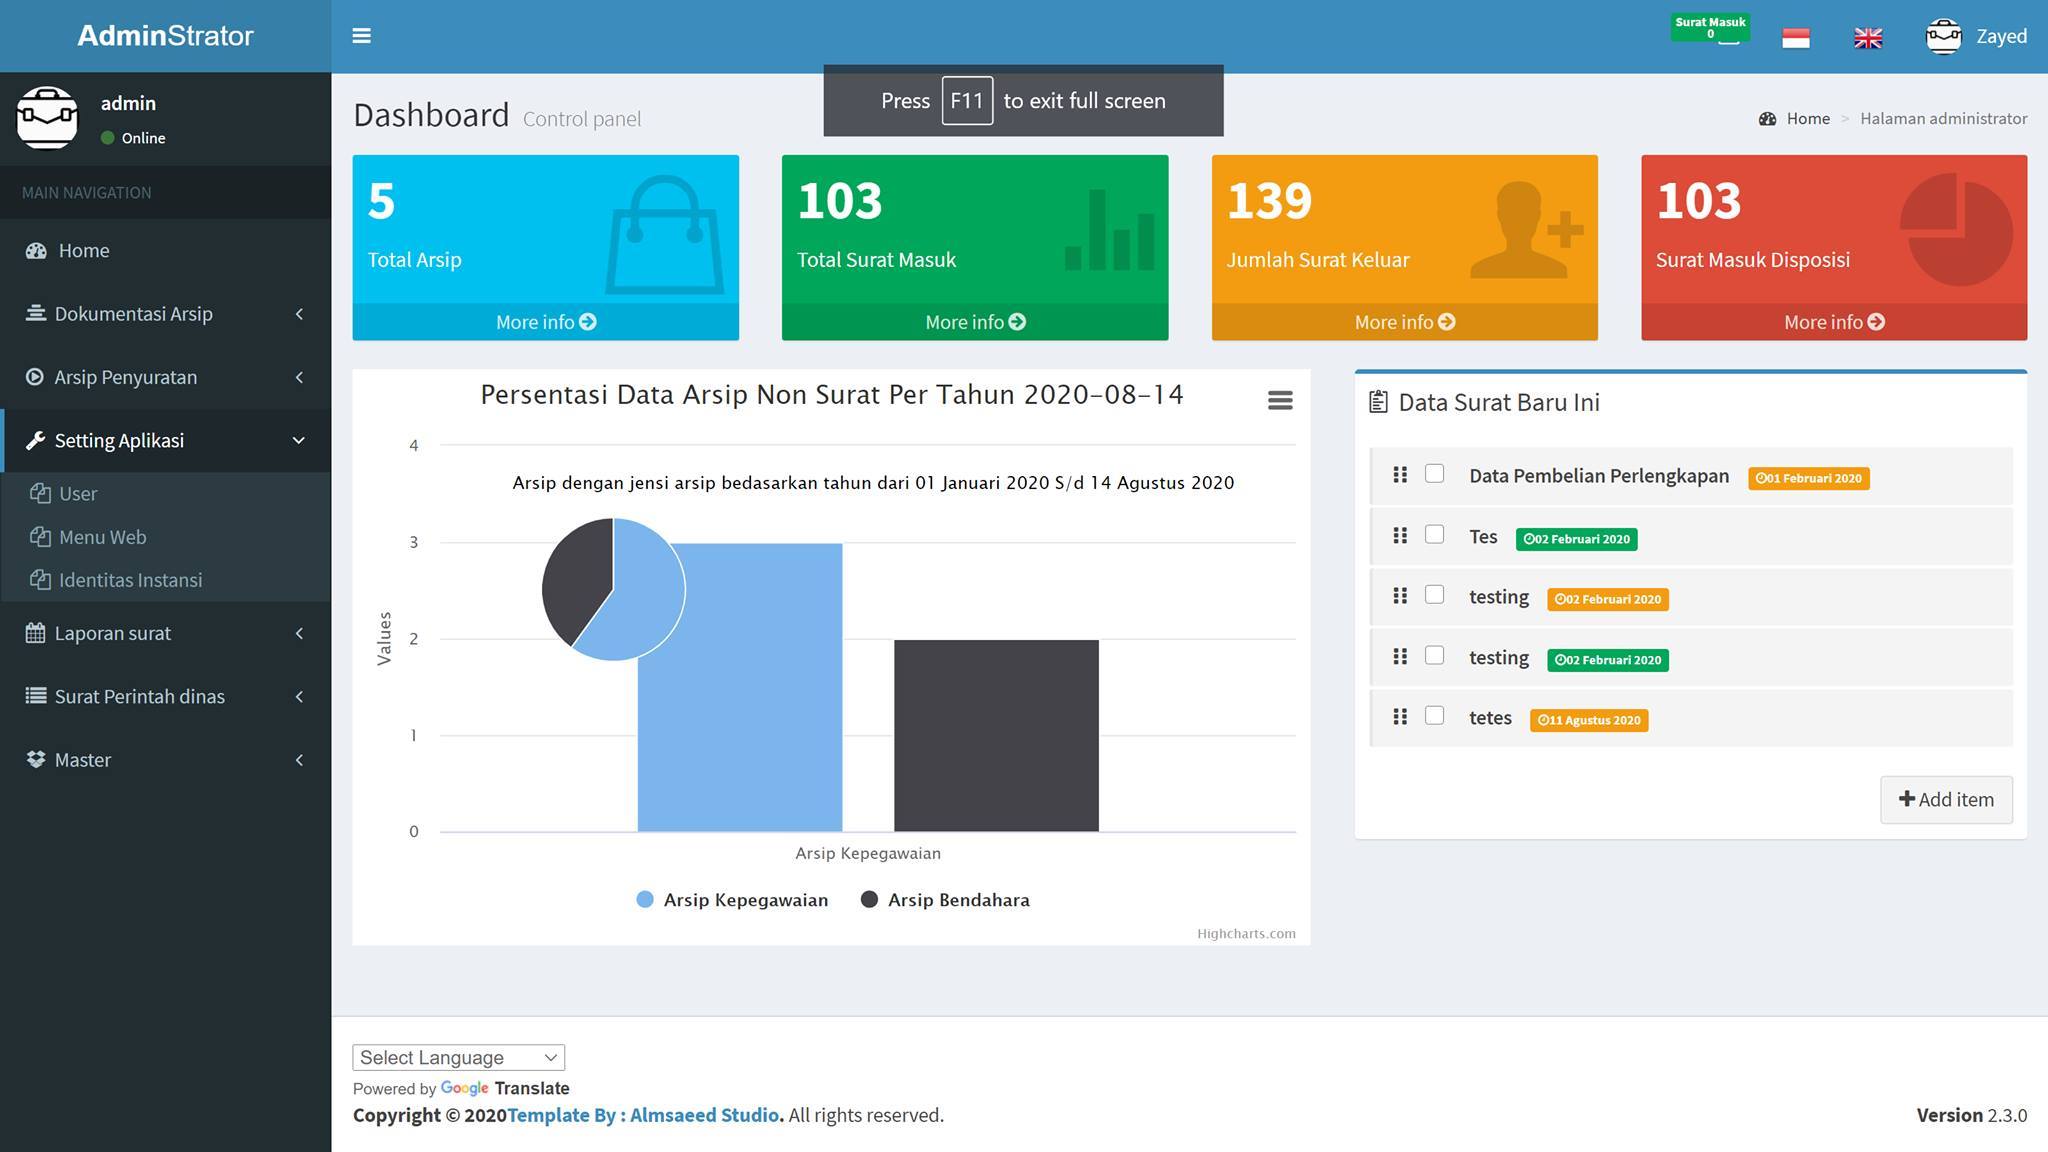 AdminStrator
Surat Masuk
0
Zayed
admin
Online
MAIN NAVIGATION
Home
Dokumentasi Arsip
Arsip Penyuratan
Setting Aplikasi
User
Menu Web
Identitas Instansi
Laporan surat
Surat Perintah dinas
Master
Press F11 to exit full screen
Dashboard Control panel
Home > Halaman administrator
5
Total Arsip
More info
103
Total Surat Masuk
More info
139
Jumlah Surat Keluar
More info
103
Surat Masuk Disposisi
More info
Persentasi Data Arsip Non Surat Per Tahun 2020-08-14
Arsip dengan jensi arsip bedasarkan tahun dari 01 Januari 2020 S/d 14 Agustus 2020
Values
4
3
2
1
0
Arsip Kepegawaian
Arsip Kepegawaian Arsip Bendahara
Highcharts.com
Data Surat Baru Ini
Data Pembelian Perlengkapan 01 Februari 2020
Tes 02 Februari 2020
testing 02 Februari 2020
testing 02 Februari 2020
tetes 11 Agustus 2020
Add item
Select Language
Powered by Google Translate
Copyright © 2020Template By : Almsaeed Studio. All rights reserved.
Version 2.3.0